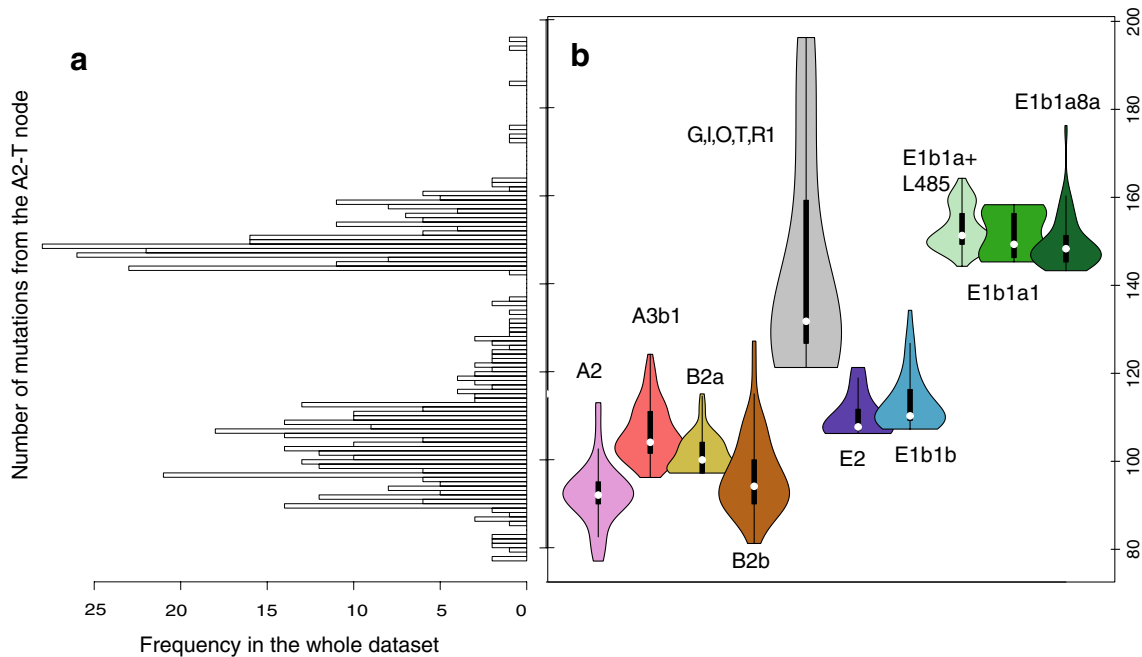 a
b
Number of mutations from the A2-T node
25
20
15
10
5
0
Frequency in the whole dataset
A2
A3b1
B2a
B2b
G,I,O,T,R1
E2
E1b1b
E1b1a+
L485
E1b1a1
E1b1a8a
200
180
160
140
120
100
80